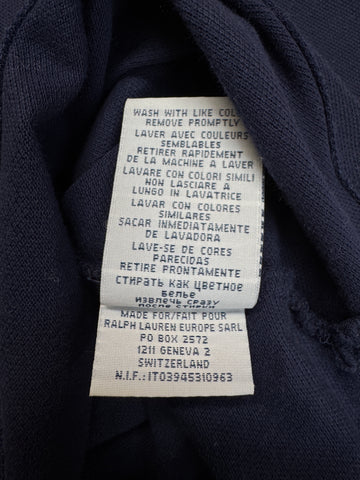 WASH WITH LIKE COLO
REMOVE PROMPTLY
LAVER AVEC COULEURS
SEMBLABLES
RETIRER RAPIDEMENT
DE LA MACHINE A LAVER
LAVARE CON COLORI SIMILI
NON LASCIARE A
LUNGO IN LAVATRICE
LAVAR CON COLORES
SIMILARES
SACAR INMEDIATAMENTE
DE LAVADORA
LAVE-SE DE CORES
PARECIDAS
RETIRE PRONTAMENTE
СТИРАТЬ КАК ЦВЕТНОЕ
БЕЛЬЕ
ИЗВЛЕЧЬ СРАЗУ
ПОСЛЕ СТИРКИ
MADE FOR/FAIT POUR
RALPH LAUREN EUROPE SARL
PO BOX 2572
1211 GENEVA 2
SWITZERLAND
N.I.F.: IT03945310963